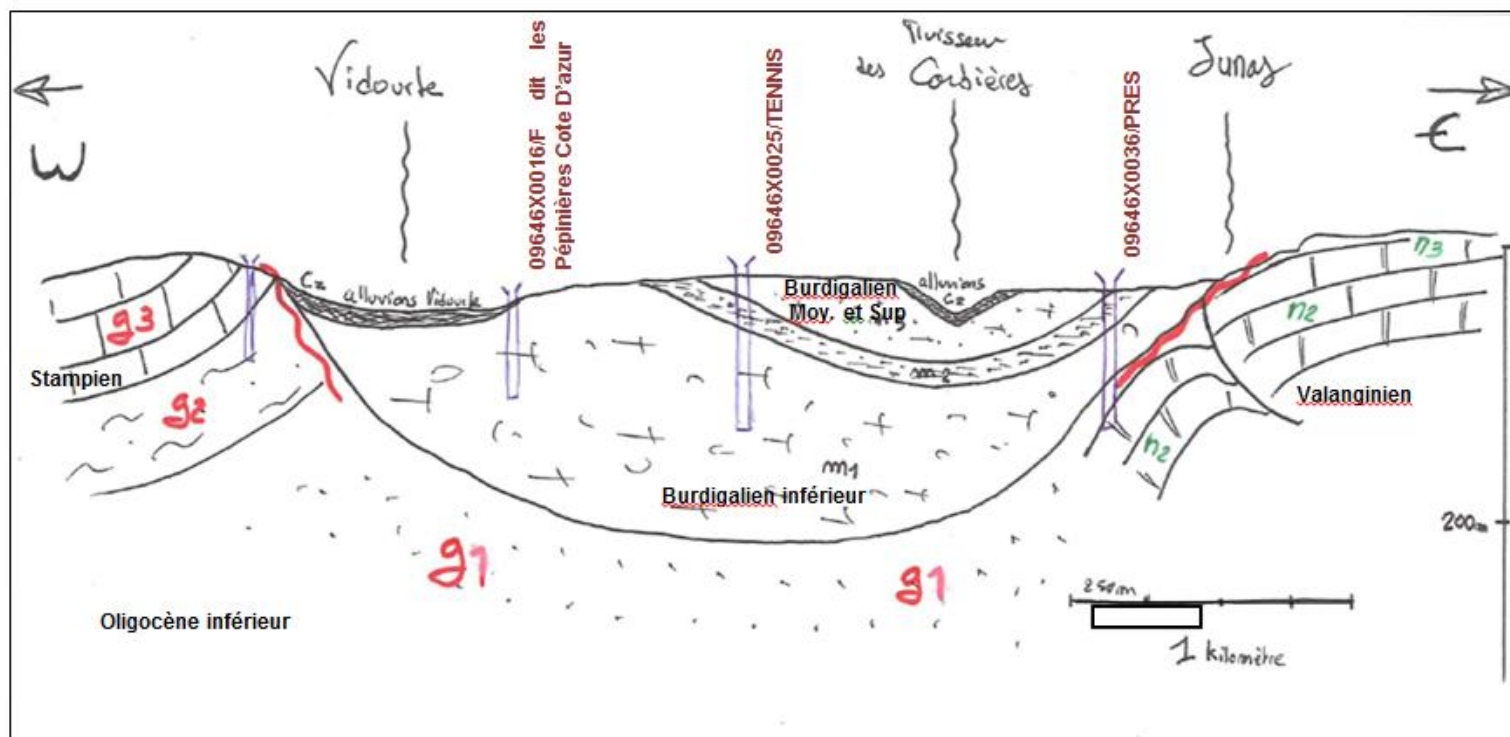 Vidourle
09646X0016/F dit les
Pépinières Cote D'azur
09646X0025/TENNIS
Ruisseau
des Corbières
09646X0036/PRES
Junas
W
E
Cz
alluvions Vidourle
alluvions
Cz
Burdigalien
Moy. et Sup
m2
m1
Burdigalien inférieur
g3
Stampien
g2
g1
g1
Oligocène inférieur
n3
n2
n2
Valanginien
200m
250m
1 kilomètre